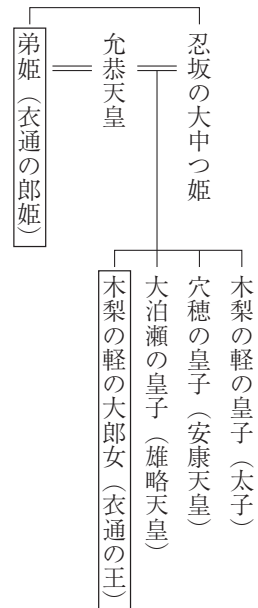 忍坂の大中つ姫
允恭天皇
弟姫（衣通の郎姫）
木梨の軽の皇子（太子）
穴穂の皇子（安康天皇）
大泊瀬の皇子（雄略天皇）
木梨の軽の大郎女（衣通の王）